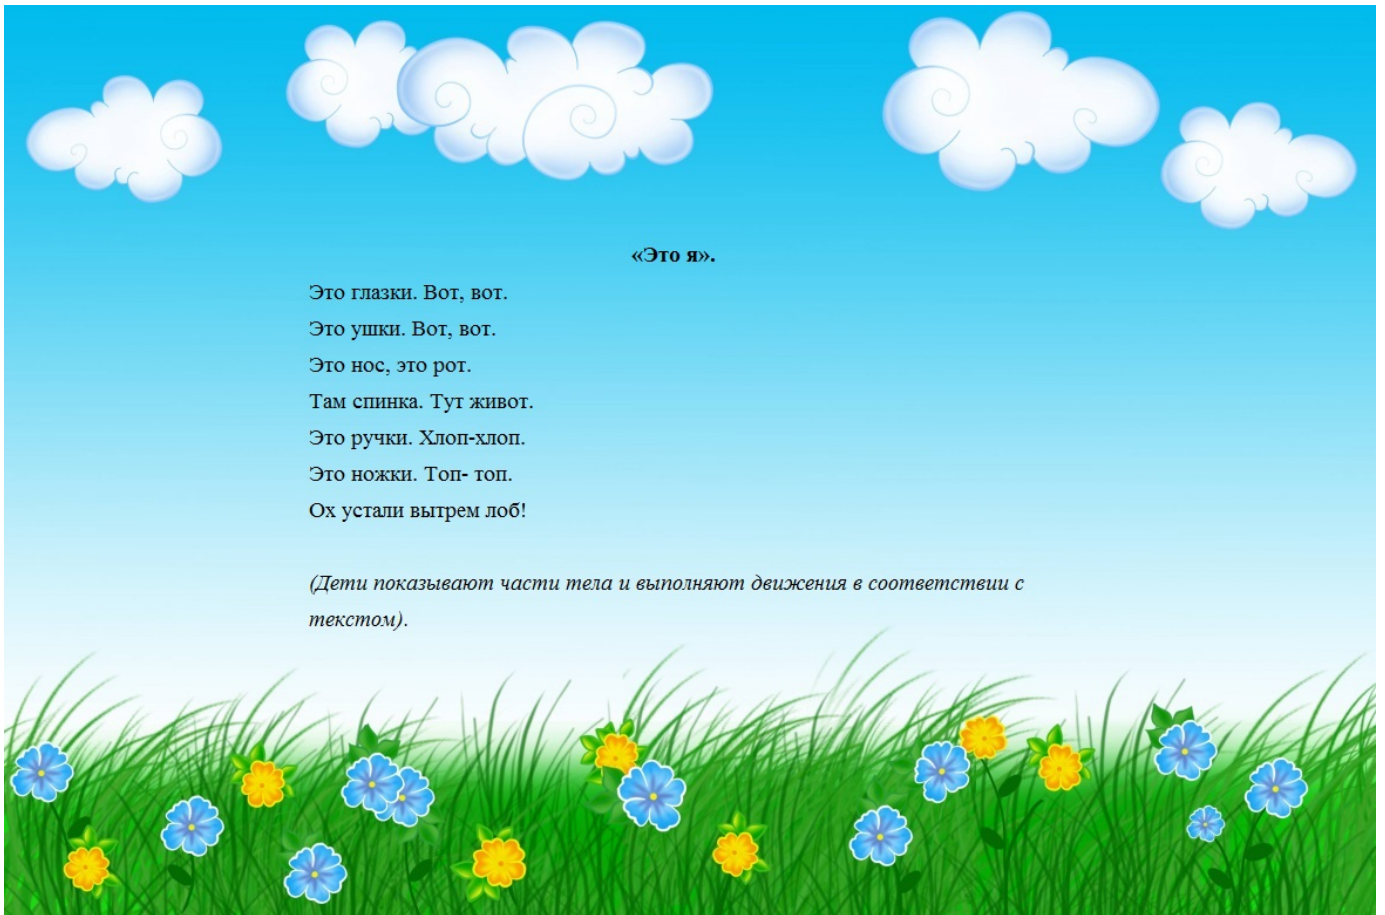 «Это я».
Это глазки. Вот, вот.
Это ушки. Вот, вот.
Это нос, это рот.
Там спинка. Тут живот.
Это ручки. Хлоп-хлоп.
Это ножки. Топ- топ.
Ох устали вытрем лоб!
(Дети показывают части тела и выполняют движения в соответствии с
текстом).